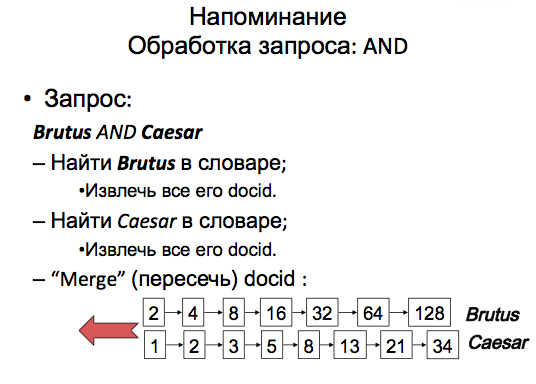 Напоминание
Обработка запроса: AND
• Запрос:
Brutus AND Caesar
– Найти Brutus в словаре;
•Извлечь все его docid.
– Найти Caesar в словаре;
•Извлечь все его docid.
– “Merge” (пересечь) docid :
2 4 8 16 32 64 128 Brutus
1 2 3 5 8 13 21 34 Caesar